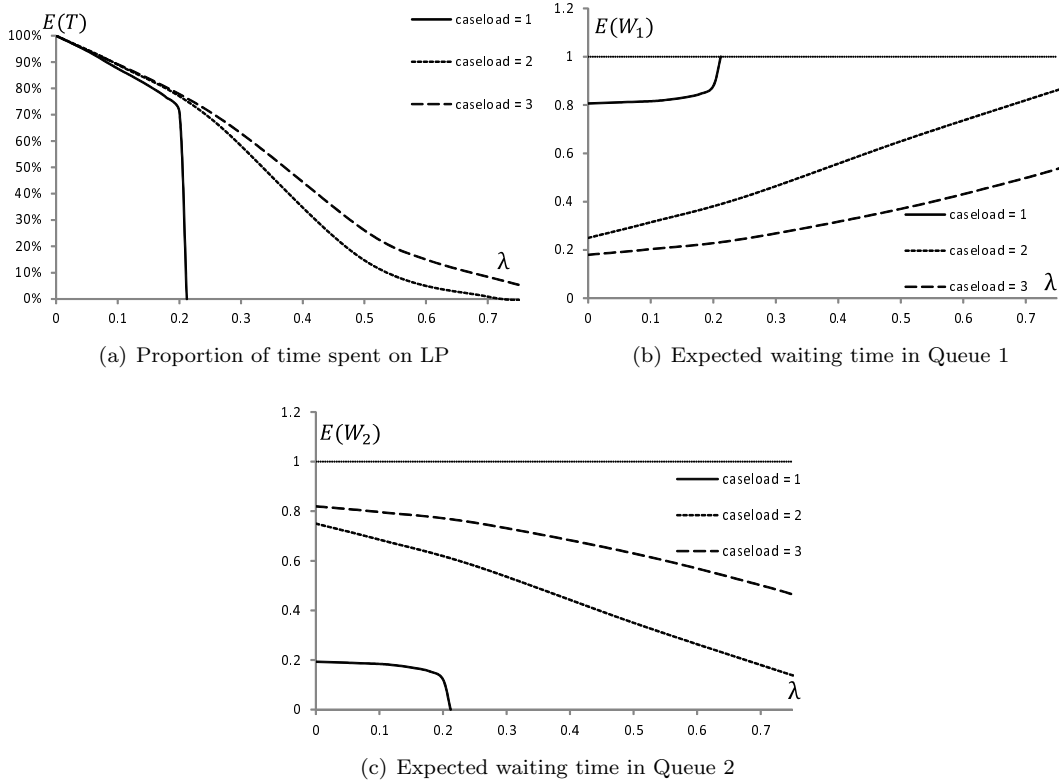 E(T)
100%
90%
80%
70%
60%
50%
40%
30%
20%
10%
0%
0 0.1 0.2 0.3 0.4 0.5 0.6 0.7
λ
caseload = 1
caseload = 2
caseload = 3
(a) Proportion of time spent on LP
E(W₁)
1.2
1
0.8
0.6
0.4
0.2
0
0 0.1 0.2 0.3 0.4 0.5 0.6 0.7
λ
caseload = 1
caseload = 2
caseload = 3
(b) Expected waiting time in Queue 1
E(W₂)
1.2
1
0.8
0.6
0.4
0.2
0
0 0.1 0.2 0.3 0.4 0.5 0.6 0.7
λ
caseload = 1
caseload = 2
caseload = 3
(c) Expected waiting time in Queue 2